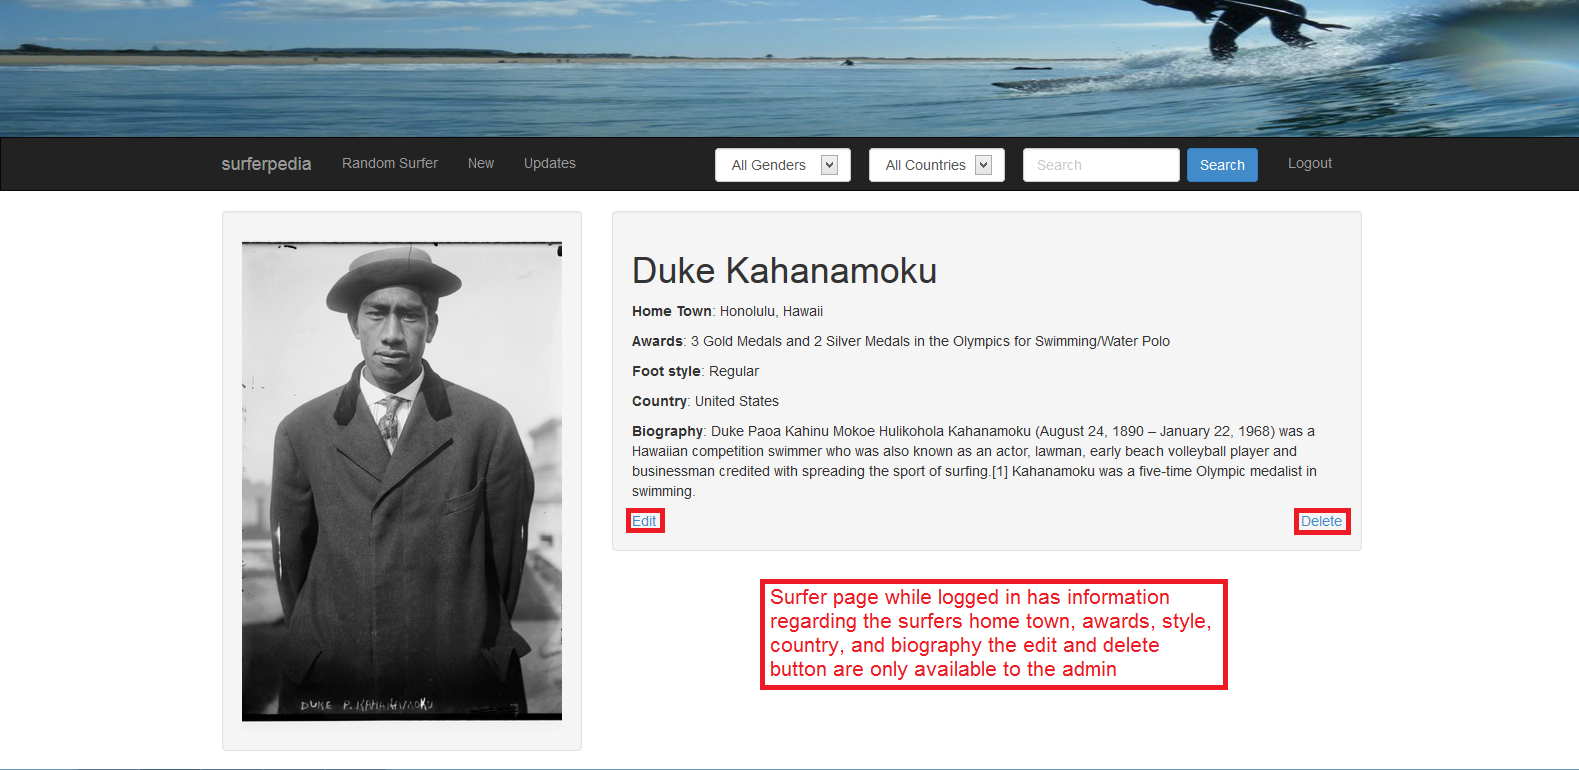 surferpedia Random Surfer New Updates All Genders All Countries Search Search Logout
Duke Kahanamoku
Home Town: Honolulu, Hawaii
Awards: 3 Gold Medals and 2 Silver Medals in the Olympics for Swimming/Water Polo
Foot style: Regular
Country: United States
Biography: Duke Paoa Kahinu Mokoe Hulikohola Kahanamoku (August 24, 1890 – January 22, 1968) was a
Hawaiian competition swimmer who was also known as an actor, lawman, early beach volleyball player and
businessman credited with spreading the sport of surfing.[1] Kahanamoku was a five-time Olympic medalist in
swimming.
Edit Delete
Surfer page while logged in has information
regarding the surfers home town, awards, style,
country, and biography the edit and delete
button are only available to the admin
DUKE P. KAHANAMOKU